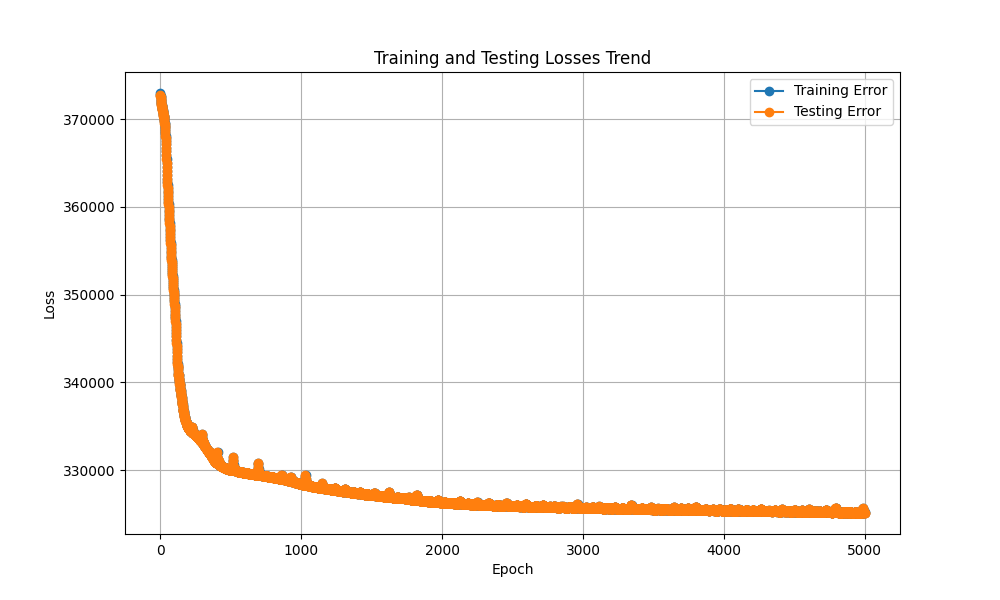 Training and Testing Losses Trend
Training Error
Testing Error
370000
360000
350000
340000
330000
Loss
0
1000
2000
3000
4000
5000
Epoch